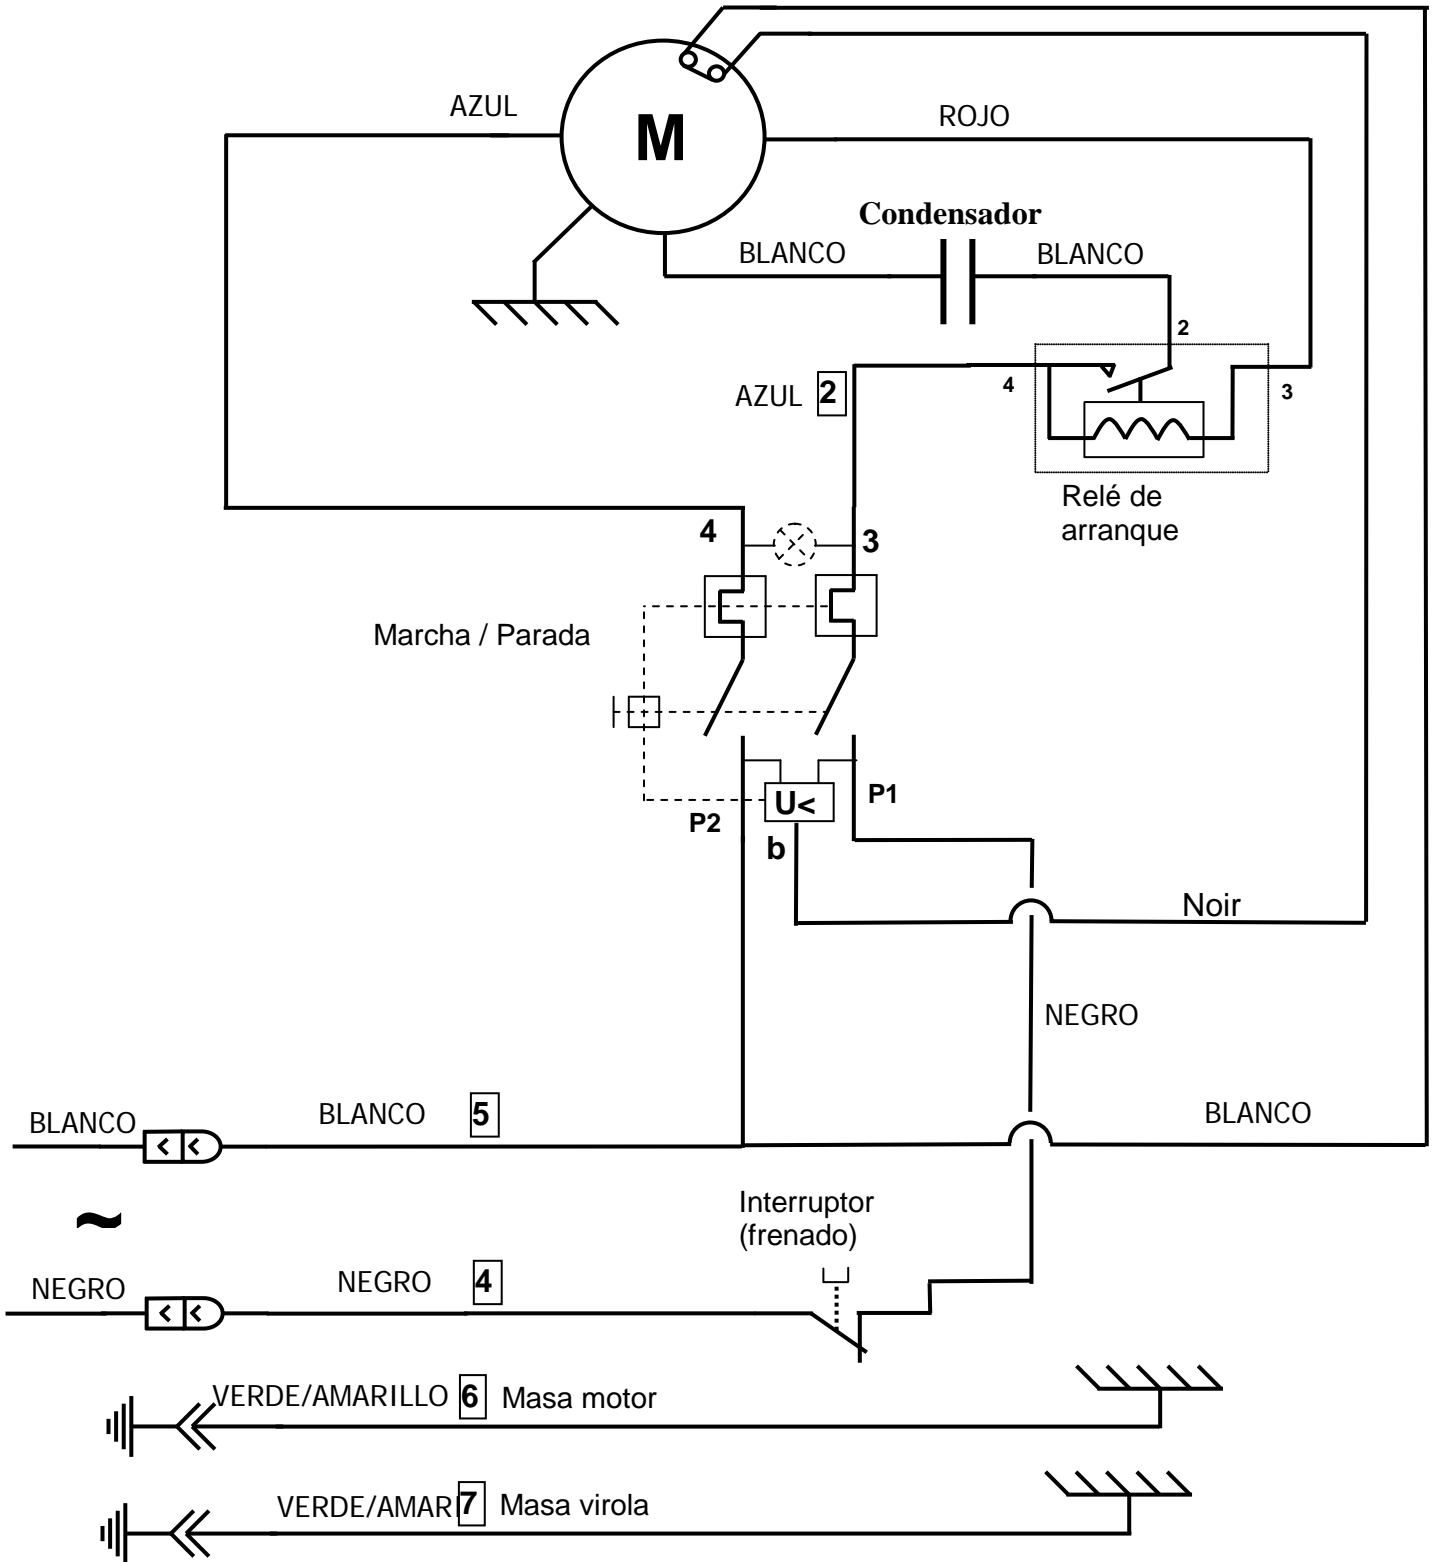 AZUL
M
ROJO
Condensador
BLANCO
BLANCO
2
AZUL 2
4
3
Relé de
arranque
4
3
Marcha / Parada
U<
P1
P2
b
Noir
NEGRO
BLANCO
BLANCO 5
BLANCO
~
Interruptor
(frenado)
NEGRO
NEGRO 4
VERDE/AMARILLO 6 Masa motor
VERDE/AMARI 7 Masa virola